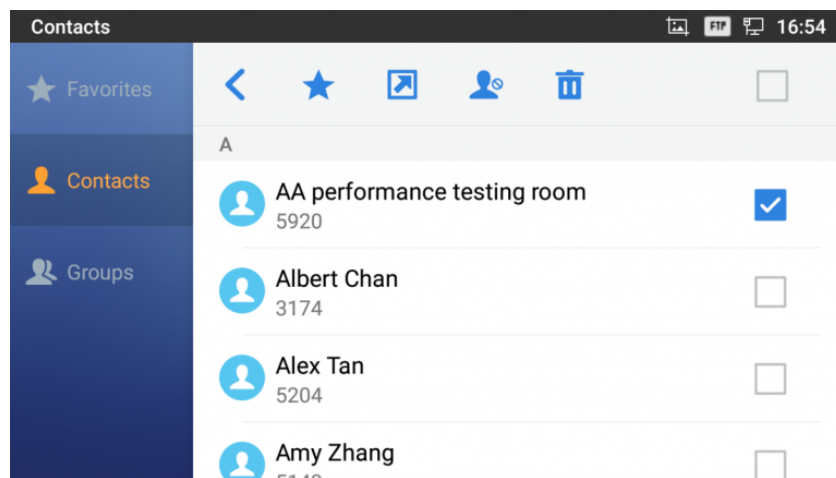 Contacts
FTP
16:54
Favorites
Contacts
Groups
A
AA performance testing room
5920
Albert Chan
3174
Alex Tan
5204
Amy Zhang